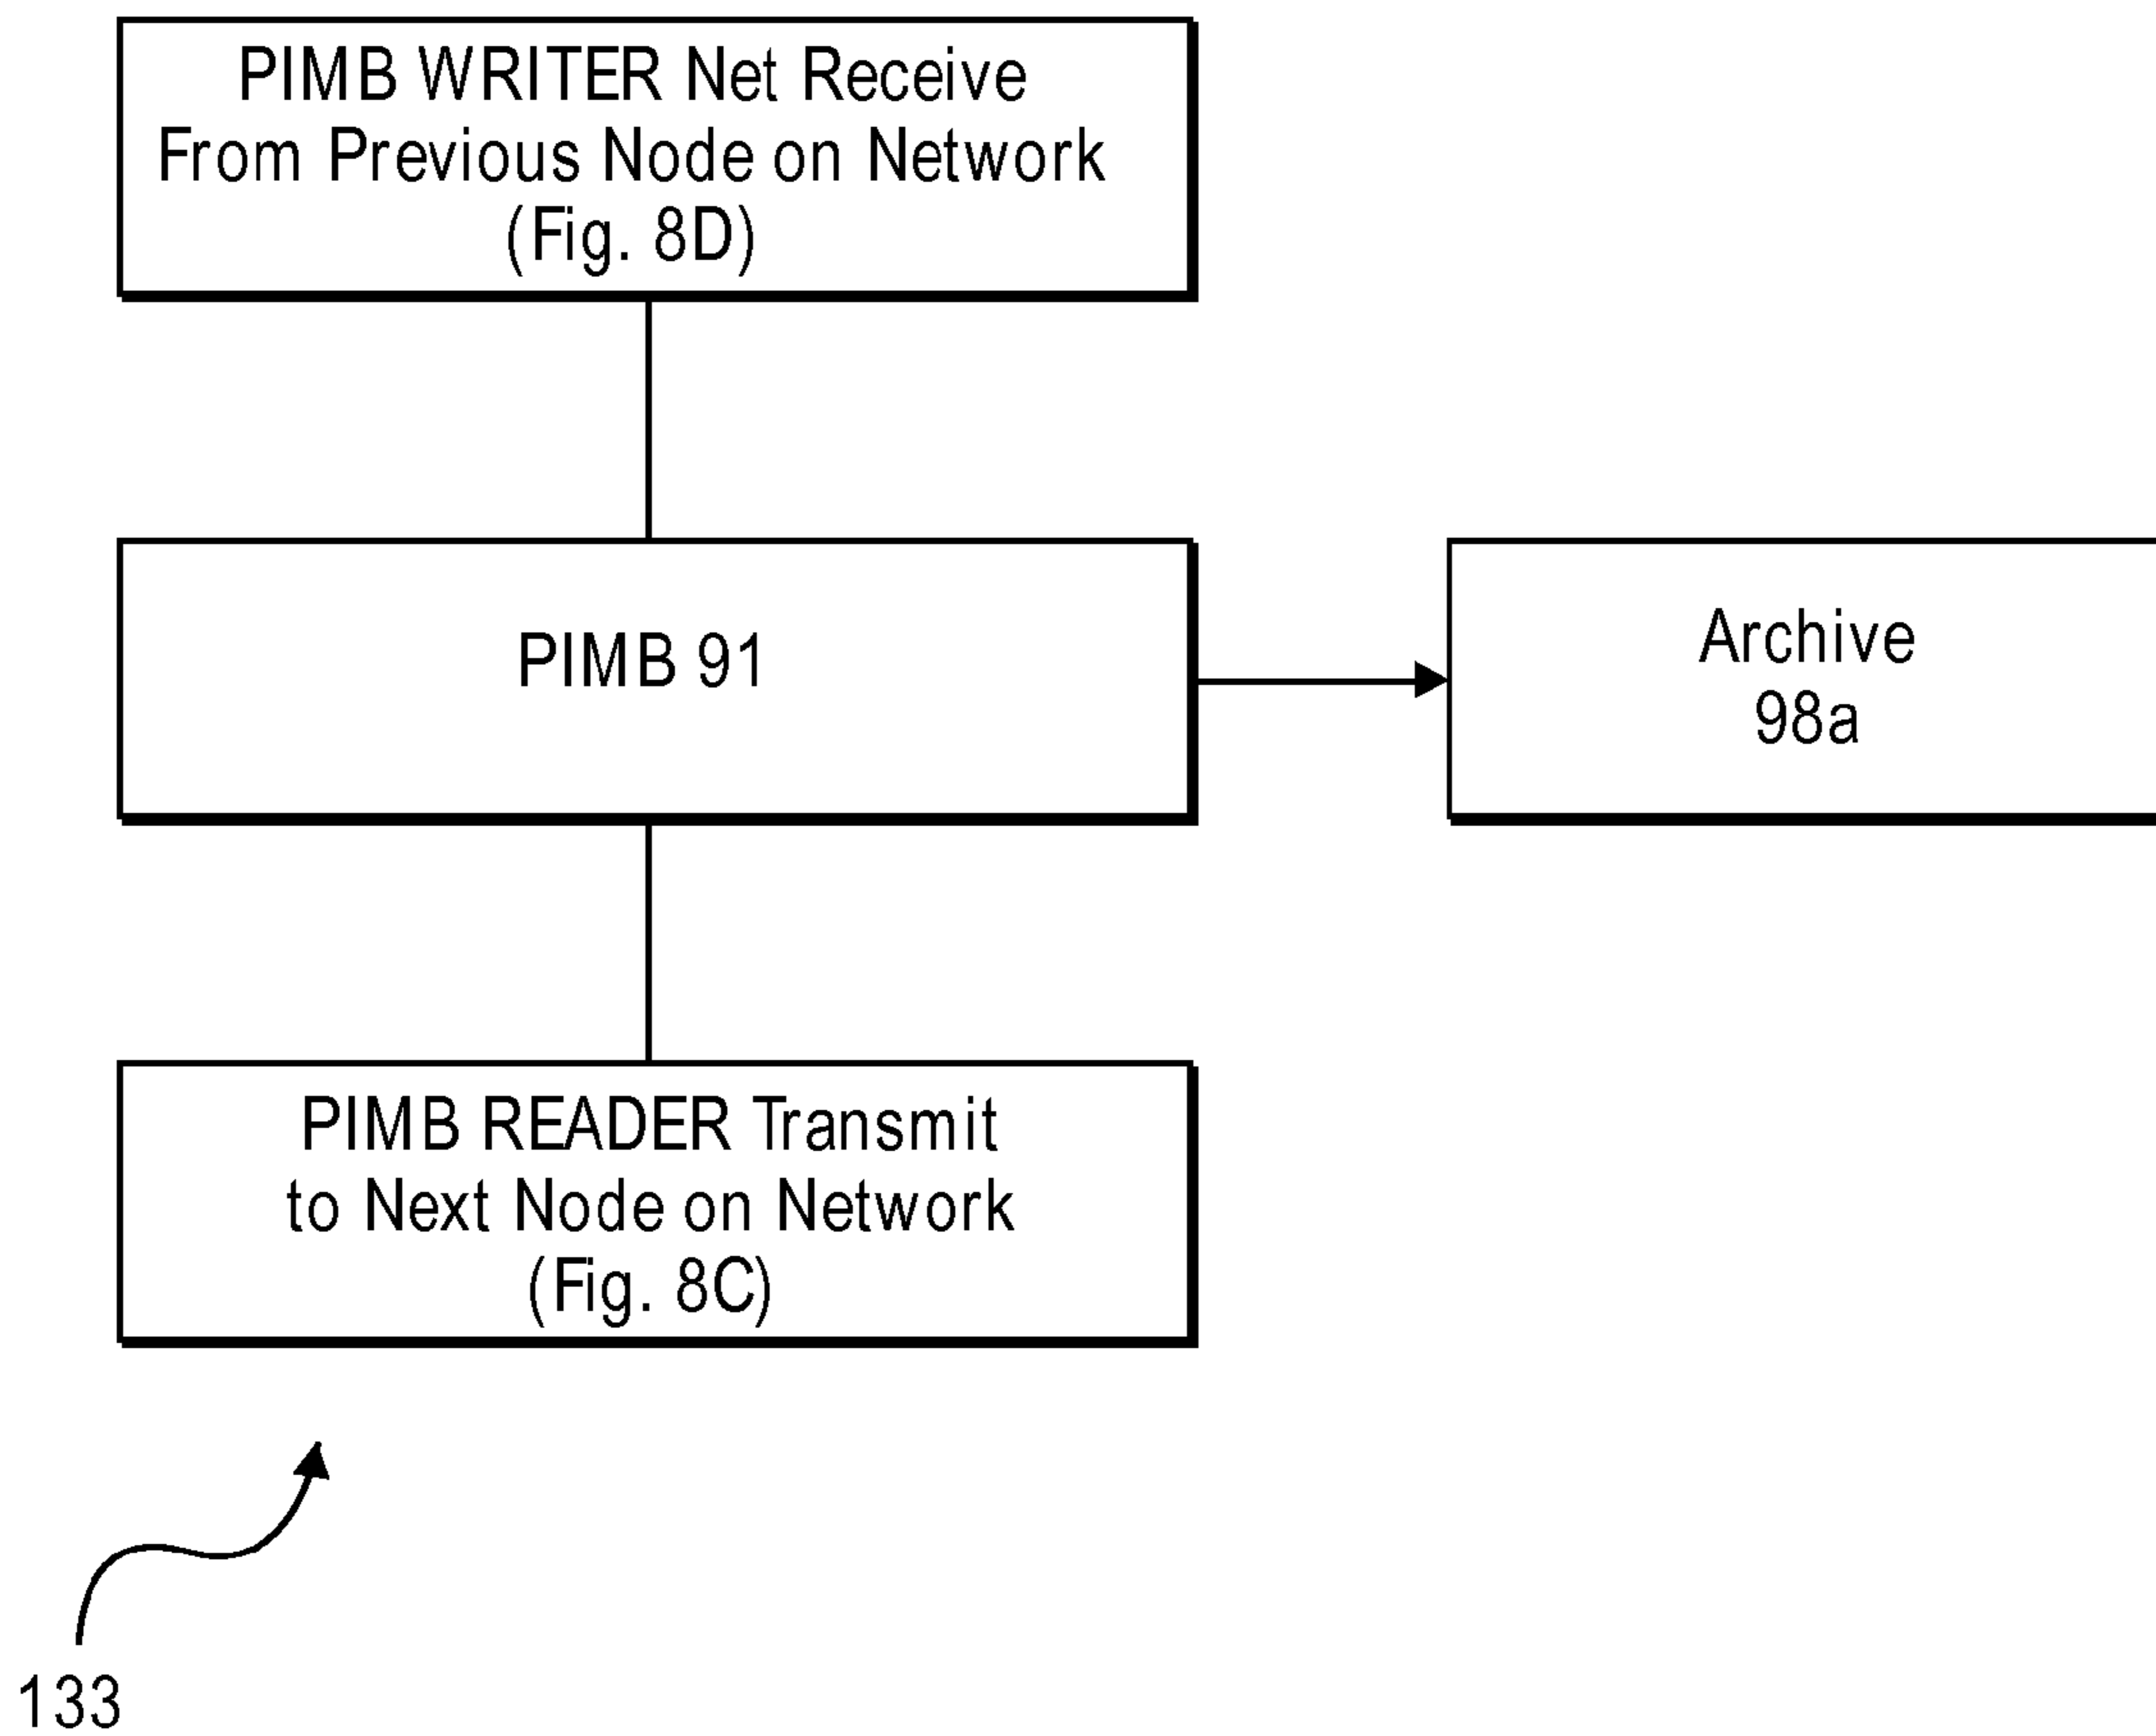 PIMB WRITER Net Receive
From Previous Node on Network
(Fig. 8D)
PIMB 91
Archive
98a
PIMB READER Transmit
to Next Node on Network
(Fig. 8C)
133